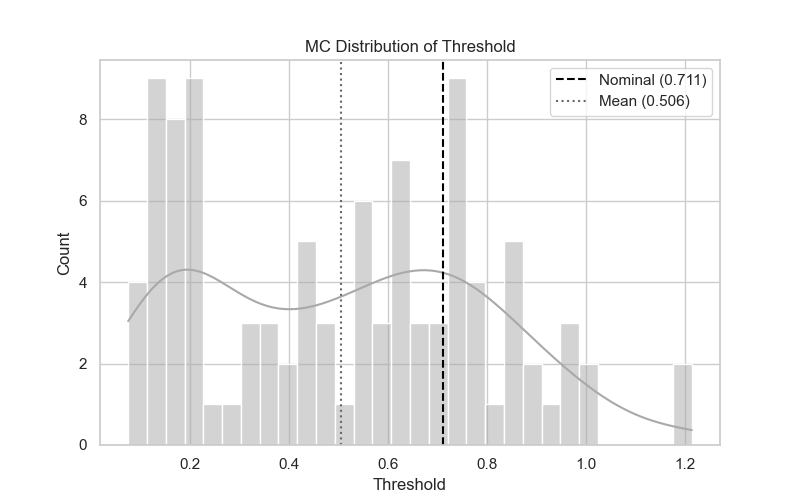 MC Distribution of Threshold
Nominal (0.711)
Mean (0.506)
Count
8
6
4
2
0
0.2 0.4 0.6 0.8 1.0 1.2
Threshold